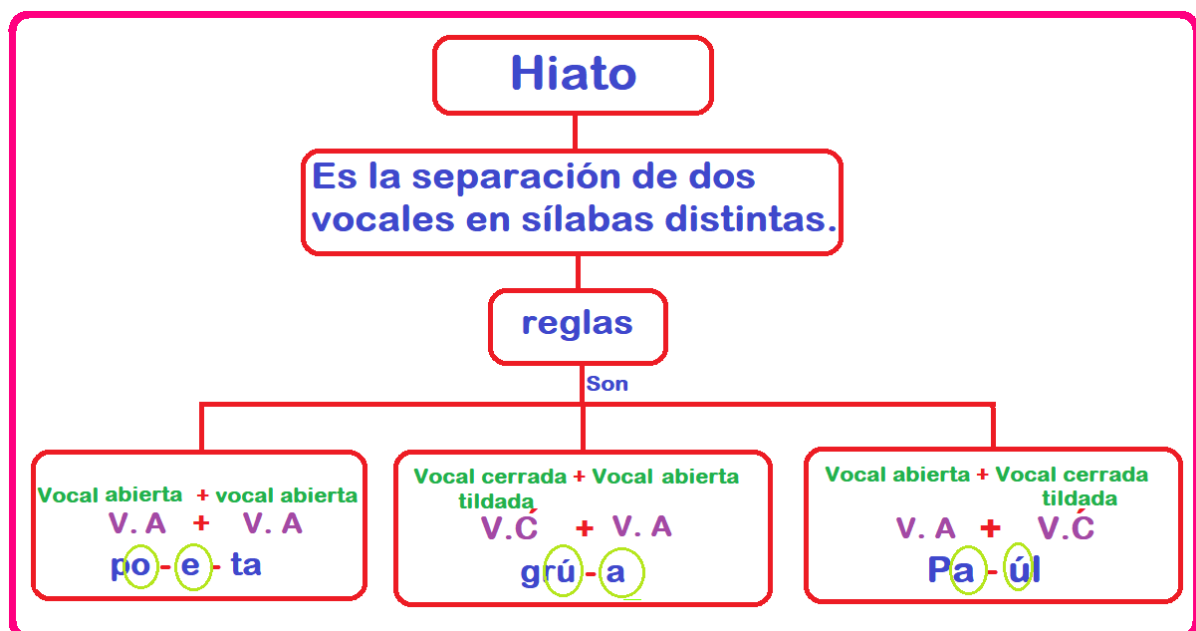 Hiato
Es la separación de dos
vocales en sílabas distintas.
reglas
Son
Vocal abierta + vocal abierta
V. A + V. A
po - e - ta
Vocal cerrada + Vocal abierta
tildada
V.Ć + V. A
grú - a
Vocal abierta + Vocal cerrada
tildada
V. A + V.Ć
Pa - úl